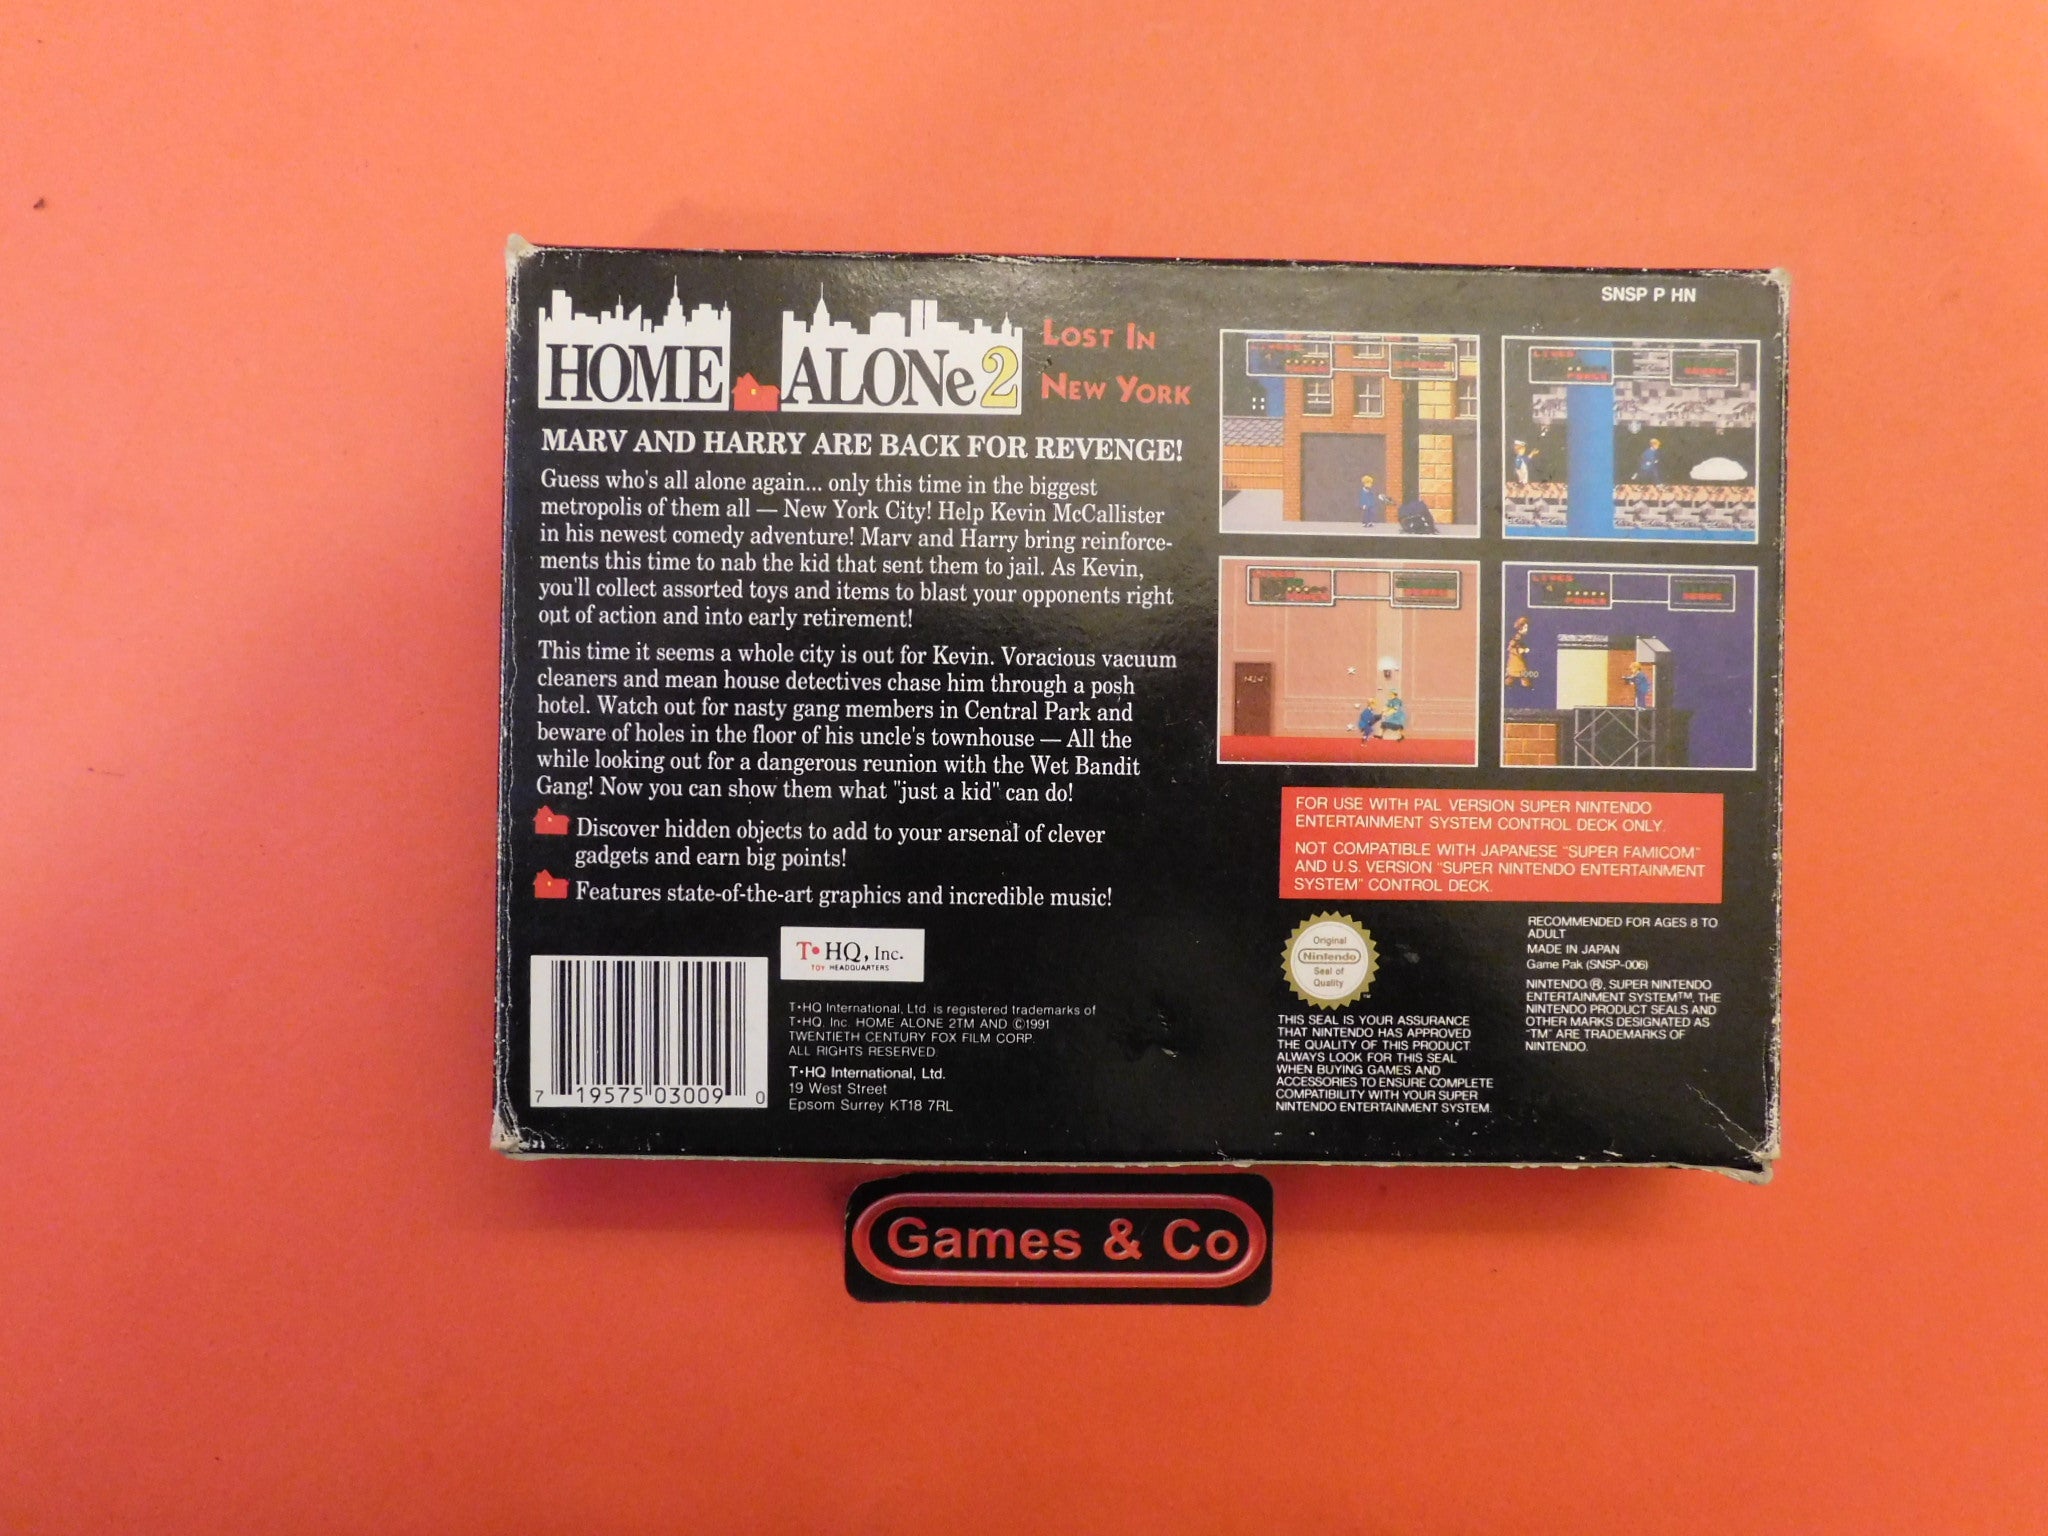 SNSP P HN
HOME ALONe 2
LOST IN
NEW YORK
MARV AND HARRY ARE BACK FOR REVENGE!
Guess who's all alone again... only this time in the biggest
metropolis of them all — New York City! Help Kevin McCallister
in his newest comedy adventure! Marv and Harry bring reinforce-
ments this time to nab the kid that sent them to jail. As Kevin,
you'll collect assorted toys and items to blast your opponents right
out of action and into early retirement!
This time it seems a whole city is out for Kevin. Voracious vacuum
cleaners and mean house detectives chase him through a posh
hotel. Watch out for nasty gang members in Central Park and
beware of holes in the floor of his uncle's townhouse — All the
while looking out for a dangerous reunion with the Wet Bandit
Gang! Now you can show them what "just a kid" can do!
Discover hidden objects to add to your arsenal of clever
gadgets and earn big points!
Features state-of-the-art graphics and incredible music!
T•HQ, Inc.
TOY HEADQUARTERS
7 19575 03009 0
T•HQ International, Ltd. is registered trademarks of
T•HQ, Inc. HOME ALONE 2TM AND ©1991
TWENTIETH CENTURY FOX FILM CORP.
ALL RIGHTS RESERVED.
T•HQ International, Ltd.
19 West Street
Epsom Surrey KT18 7RL
FOR USE WITH PAL VERSION SUPER NINTENDO
ENTERTAINMENT SYSTEM CONTROL DECK ONLY.
NOT COMPATIBLE WITH JAPANESE "SUPER FAMICOM"
AND U.S. VERSION "SUPER NINTENDO ENTERTAINMENT
SYSTEM" CONTROL DECK.
Original
Nintendo
Seal of
Quality
TM
THIS SEAL IS YOUR ASSURANCE
THAT NINTENDO HAS APPROVED
THE QUALITY OF THIS PRODUCT.
ALWAYS LOOK FOR THIS SEAL
WHEN BUYING GAMES AND
ACCESSORIES TO ENSURE COMPLETE
COMPATIBILITY WITH YOUR SUPER
NINTENDO ENTERTAINMENT SYSTEM.
RECOMMENDED FOR AGES 8 TO
ADULT
MADE IN JAPAN
Game Pak (SNSP-006)
NINTENDO®, SUPER NINTENDO
ENTERTAINMENT SYSTEM™, THE
NINTENDO PRODUCT SEALS AND
OTHER MARKS DESIGNATED AS
"TM" ARE TRADEMARKS OF
NINTENDO.
Games & Co